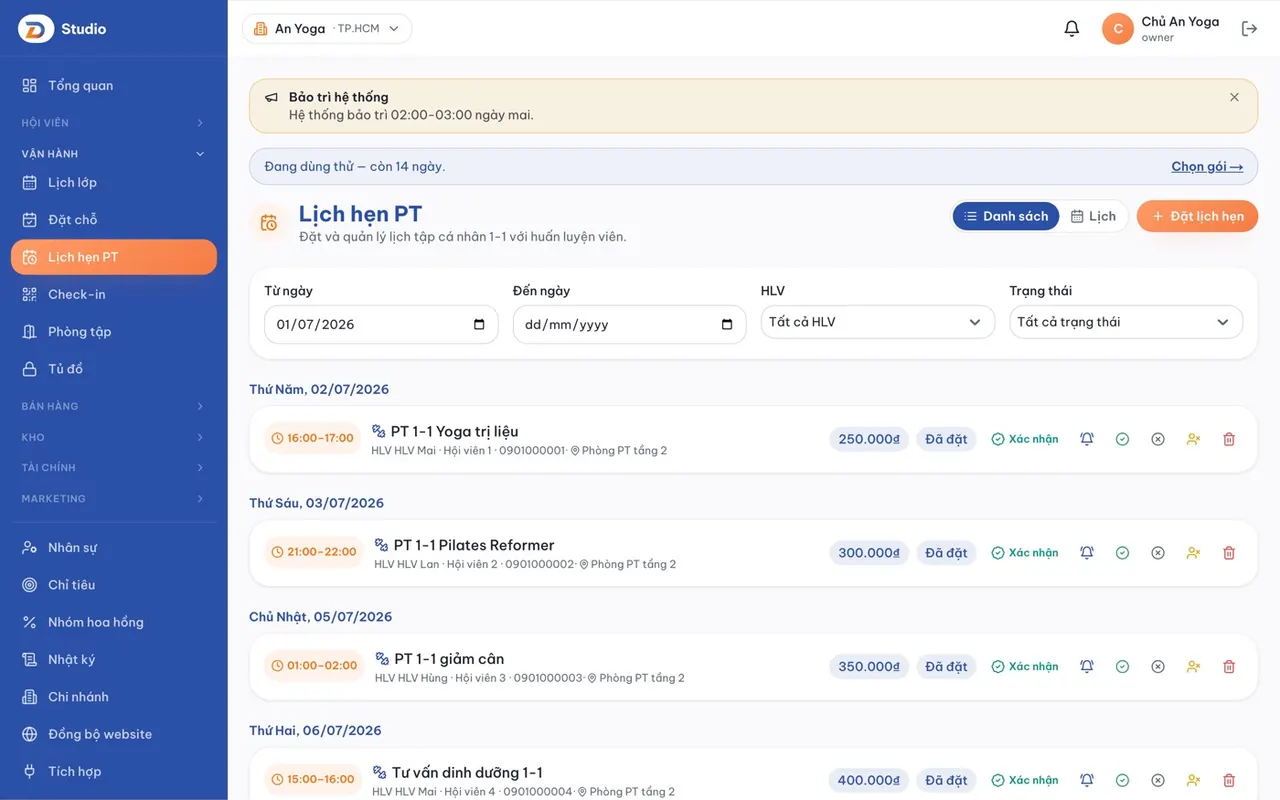 Studio
An Yoga · TP.HCM
C
Chủ An Yoga
owner
Tổng quan
HỘI VIÊN
VẬN HÀNH
Lịch lớp
Đặt chỗ
Lịch hẹn PT
Check-in
Phòng tập
Tủ đồ
BÁN HÀNG
KHO
TÀI CHÍNH
MARKETING
Nhân sự
Chỉ tiêu
Nhóm hoa hồng
Nhật ký
Chi nhánh
Đồng bộ website
Tích hợp
Bảo trì hệ thống
Hệ thống bảo trì 02:00-03:00 ngày mai.
Đang dùng thử — còn 14 ngày.
Chọn gói →
Lịch hẹn PT
Đặt và quản lý lịch tập cá nhân 1-1 với huấn luyện viên.
Danh sách
Lịch
+ Đặt lịch hẹn
Từ ngày
Đến ngày
HLV
Trạng thái
01/07/2026
dd/mm/yyyy
Tất cả HLV
Tất cả trạng thái
Thứ Năm, 02/07/2026
16:00–17:00
PT 1-1 Yoga trị liệu
HLV HLV Mai · Hội viên 1 · 0901000001· Phòng PT tầng 2
250.000₫
Đã đặt
Xác nhận
Thứ Sáu, 03/07/2026
21:00–22:00
PT 1-1 Pilates Reformer
HLV HLV Lan · Hội viên 2 · 0901000002· Phòng PT tầng 2
300.000₫
Đã đặt
Xác nhận
Chủ Nhật, 05/07/2026
01:00–02:00
PT 1-1 giảm cân
HLV HLV Hùng · Hội viên 3 · 0901000003· Phòng PT tầng 2
350.000₫
Đã đặt
Xác nhận
Thứ Hai, 06/07/2026
15:00–16:00
Tư vấn dinh dưỡng 1-1
HLV HLV Mai · Hội viên 4 · 0901000004· Phòng PT tầng 2
400.000₫
Đã đặt
Xác nhận